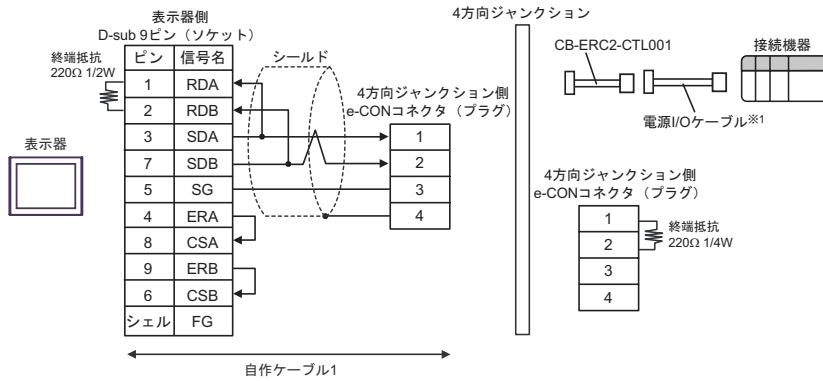 表示器側
D-sub 9ピン（ソケット）
終端抵抗
220Ω 1/2W
ピン 信号名
1 RDA
2 RDB
3 SDA
7 SDB
5 SG
4 ERA
8 CSA
9 ERB
6 CSB
シェル FG
表示器
シールド
4方向ジャンクション側
e-CONコネクタ（プラグ）
1
2
3
4
自作ケーブル1
4方向ジャンクション
CB-ERC2-CTL001
接続機器
電源I/Oケーブル※1
4方向ジャンクション側
e-CONコネクタ（プラグ）
1
2
3
4
終端抵抗
220Ω 1/4W